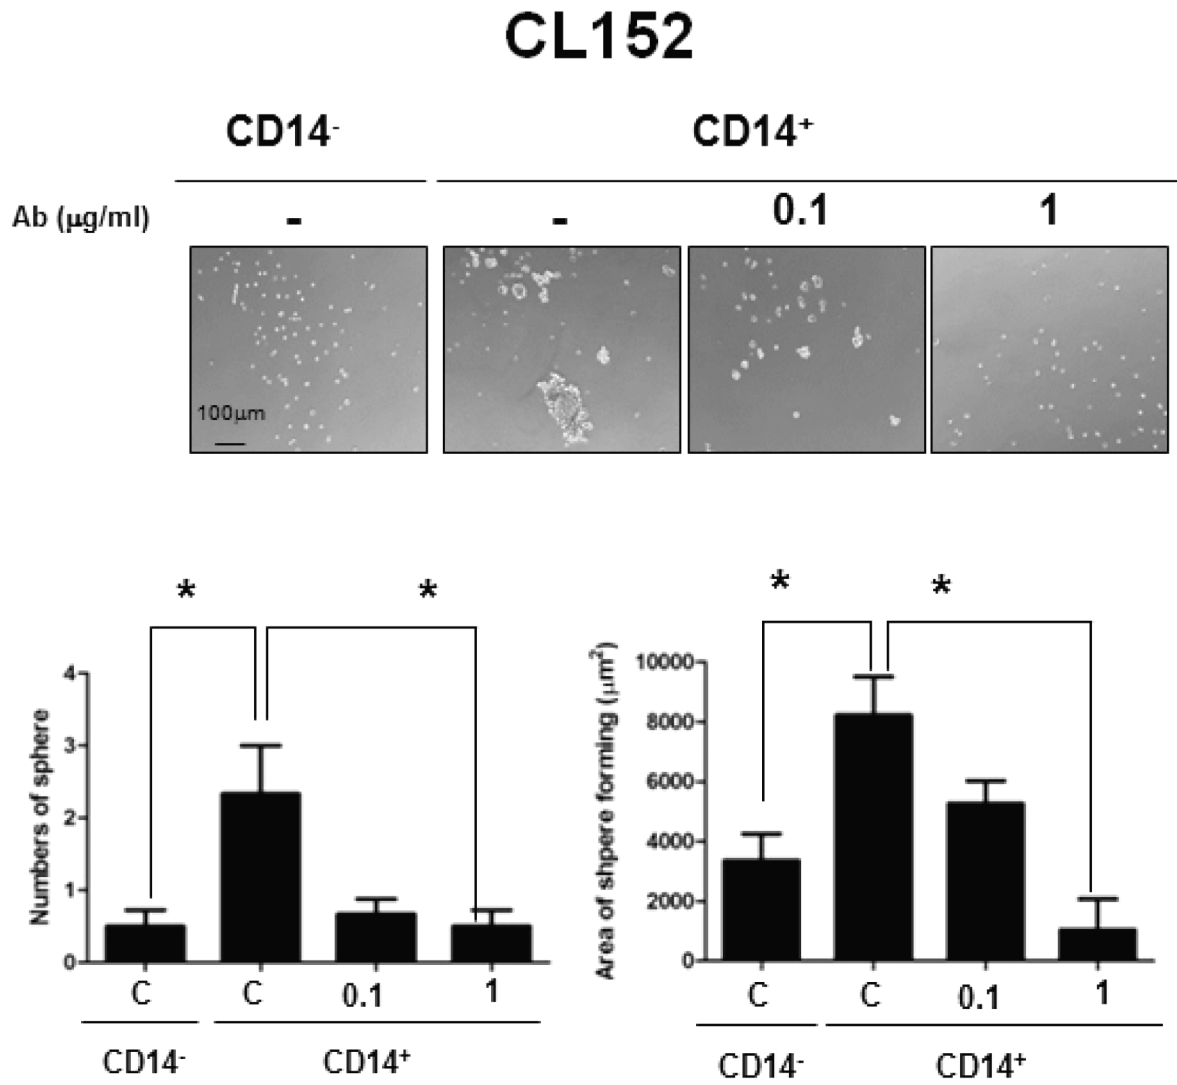 CL152
CD14⁻ CD14⁺
Ab (μg/ml) - - 0.1 1
100μm
* *
* *
Numbers of sphere
4
3
2
1
0
C C 0.1 1
CD14⁻ CD14⁺
Area of shpere forming (μm²)
10000
8000
6000
4000
2000
0
C C 0.1 1
CD14⁻ CD14⁺